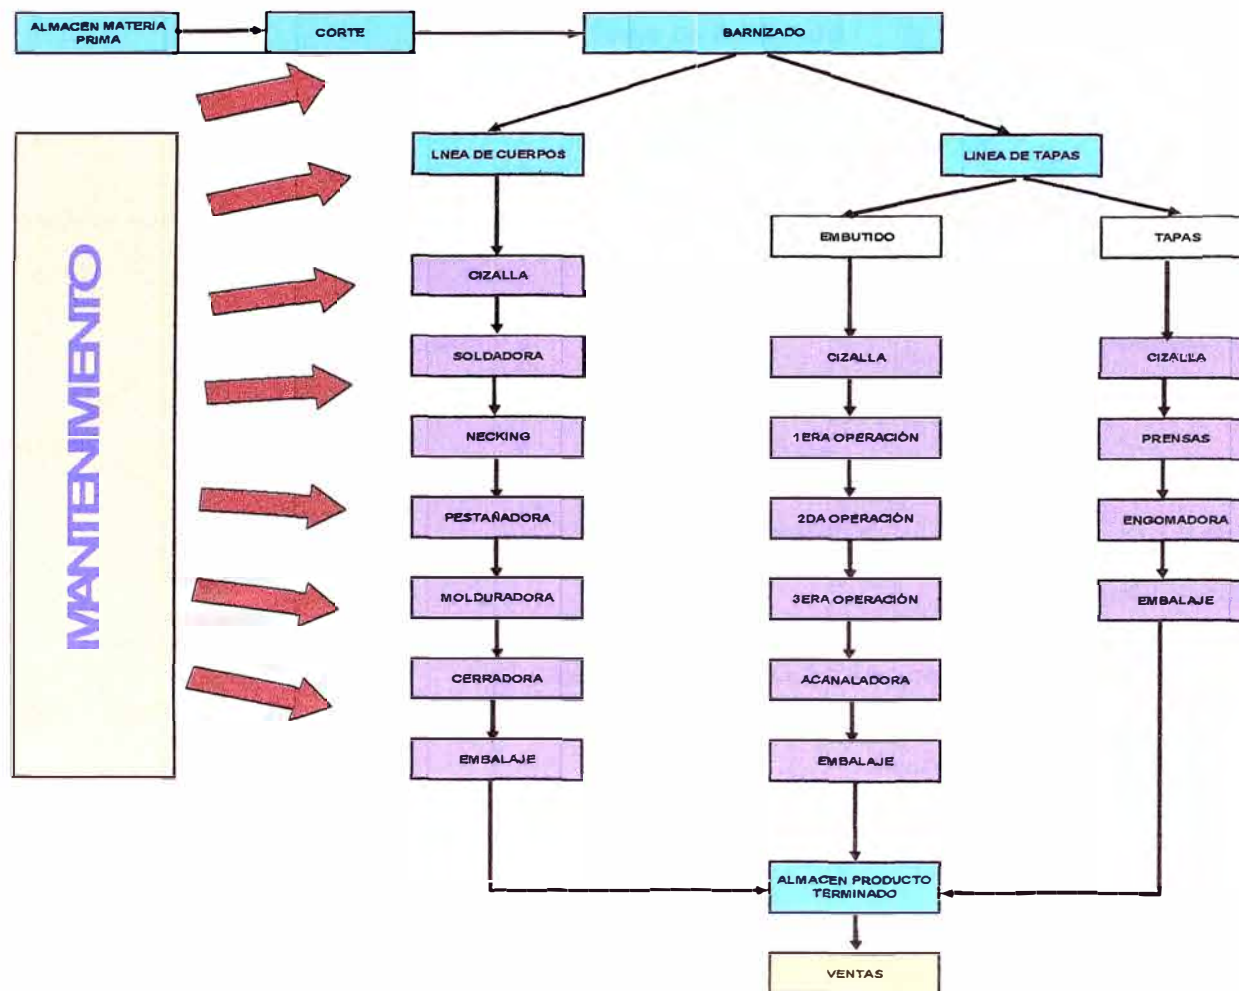 ALMACEN MATERIA
PRIMA
CORTE
BARNIZADO
LNEA DE CUERPOS
LINEA DE TAPAS
EMBUTIDO
TAPAS
MANTENIMIENTO
CIZALLA
SOLDADORA
NECKING
PESTAÑADORA
MOLDURADORA
CERRADORA
EMBALAJE
CIZALLA
1ERA OPERACIÓN
2DA OPERACIÓN
3ERA OPERACIÓN
ACANALADORA
EMBALAJE
CIZALLA
PRENSAS
ENGOMADORA
EMBALAJE
ALMACEN PRODUCTO
TERMINADO
VENTAS